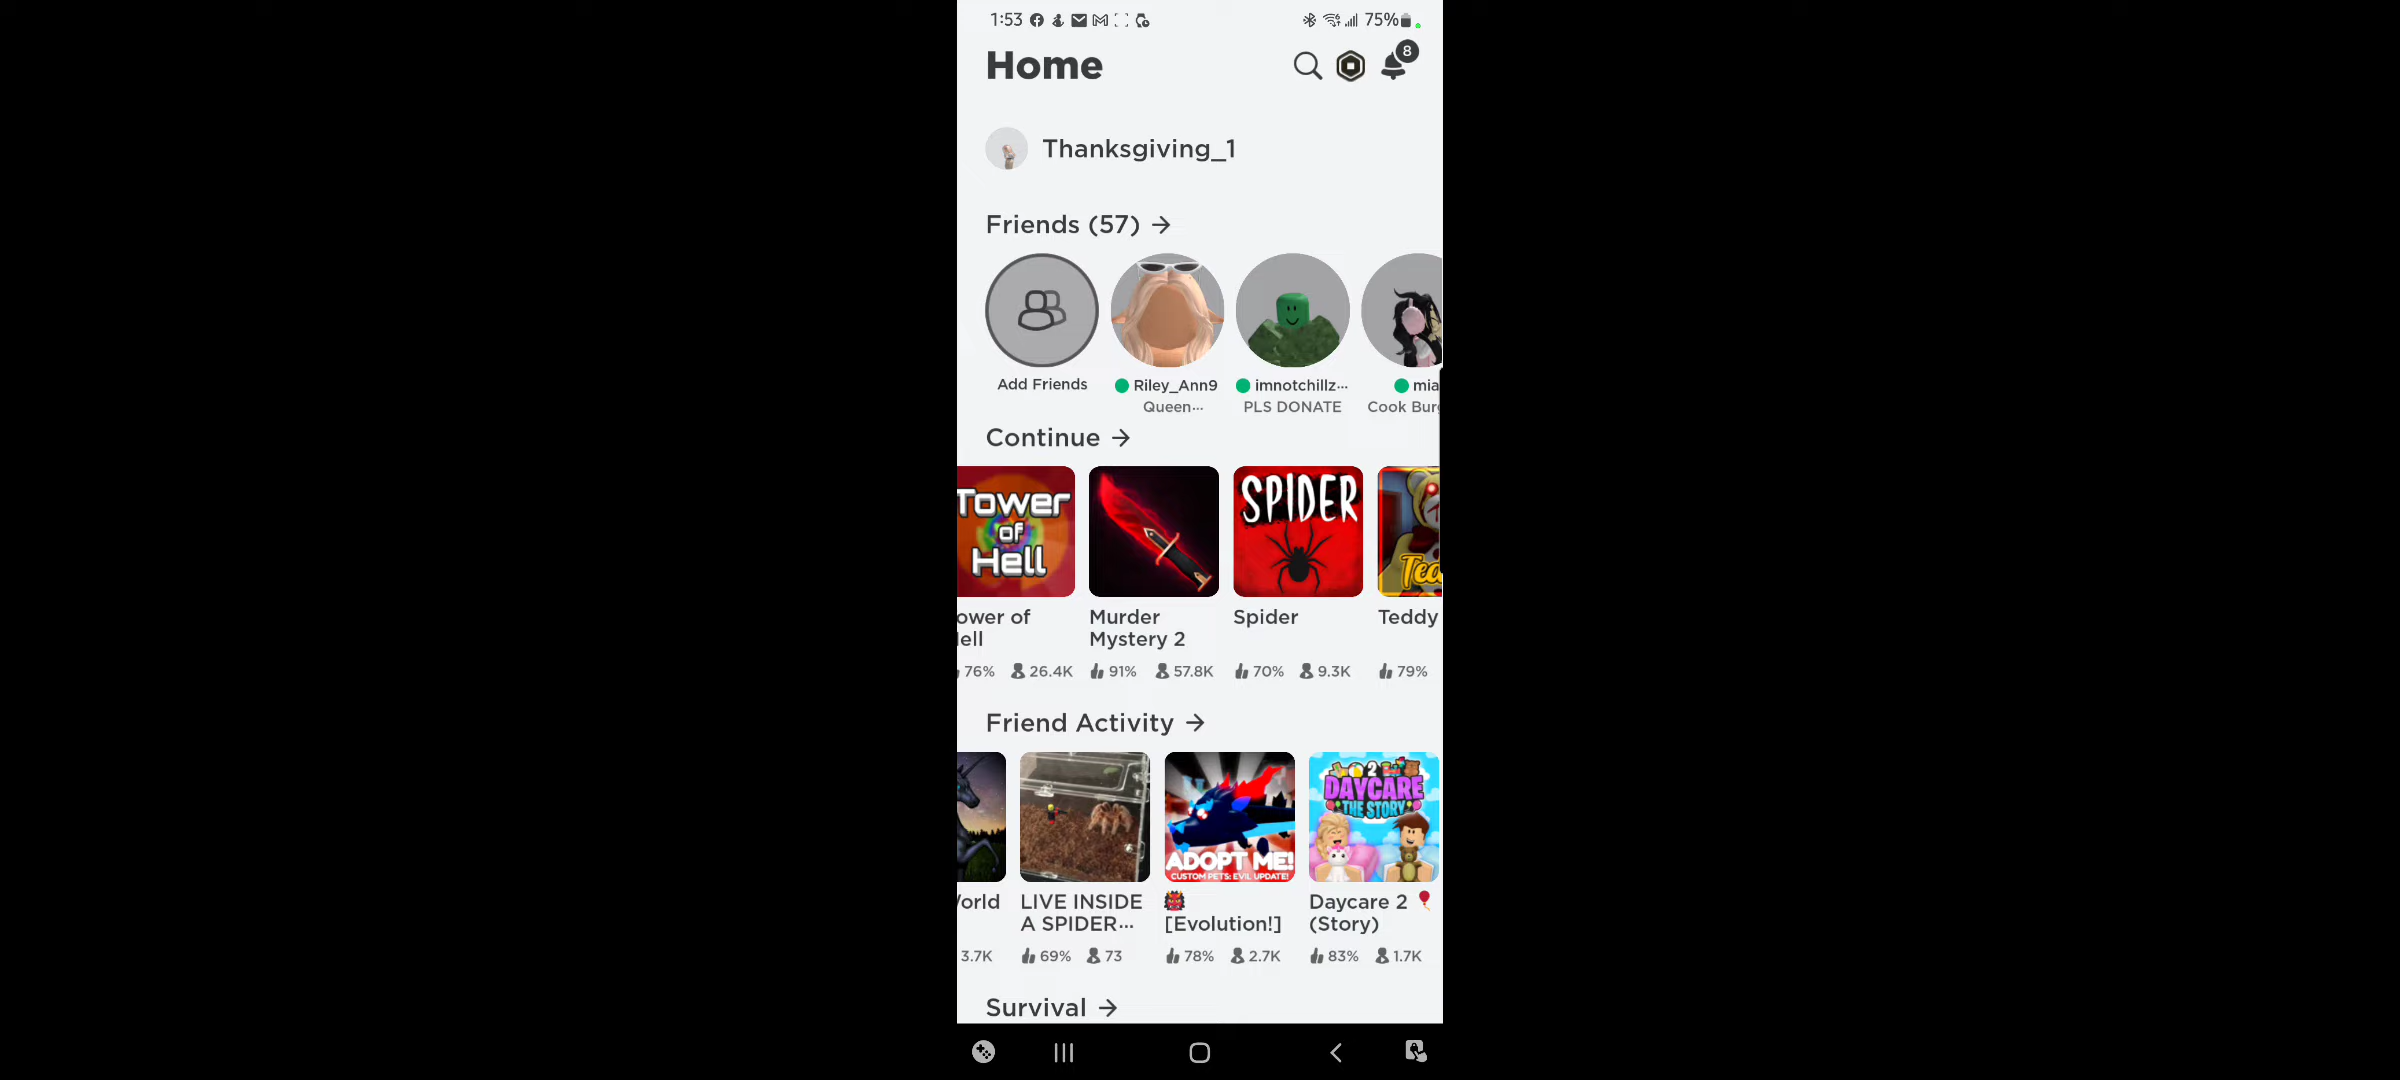 1:53
75%
Home
8
Thanksgiving_1
Friends (57)
Add Friends
Riley_Ann9
Queen...
imnotchillz...
PLS DONATE
mia
Cook Bur
Continue
Tower
of
Hell
SPIDER
Ted
ower of
ell
Murder
Mystery 2
Spider
Teddy
76% 26.4K
91% 57.8K
70% 9.3K
79%
Friend Activity
ADOPT ME!
CUSTOM PETS: EVIL UPDATE!
2
DAYCARE
THE STORY
orld
LIVE INSIDE
A SPIDER...
[Evolution!]
Daycare 2
(Story)
3.7K
69% 73
78% 2.7K
83% 1.7K
Survival